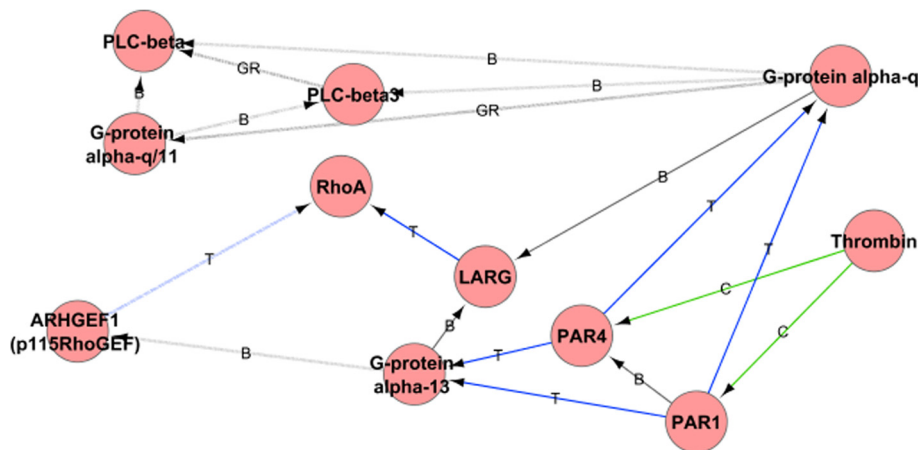 PLC-beta
B
GR
G-protein alpha-q
PLC-beta3
B
B
B
GR
G-protein
alpha-q/11
B
RhoA
T
T
T
Thrombin
T
T
LARG
C
ARHGEF1
(p115RhoGEF)
B
C
PAR4
B
G-protein
alpha-13
T
B
T
PAR1